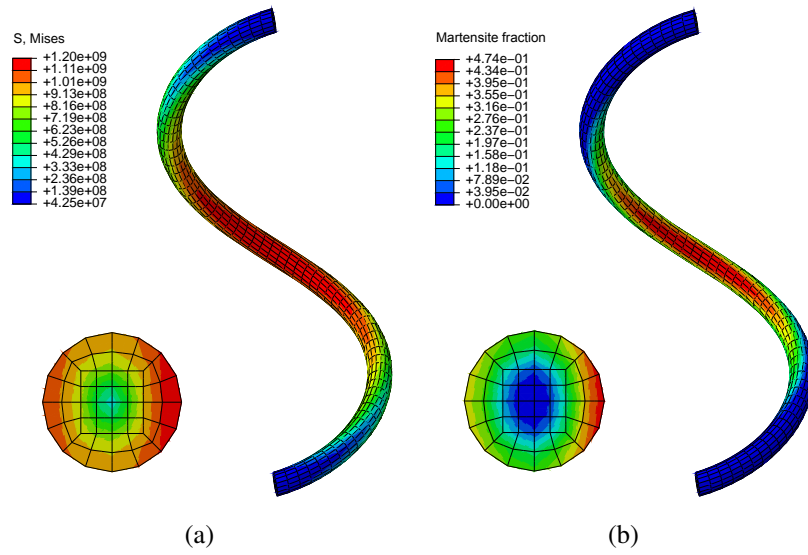 S, Mises
+1.20e+09
+1.11e+09
+1.01e+09
+9.13e+08
+8.16e+08
+7.19e+08
+6.23e+08
+5.26e+08
+4.29e+08
+3.33e+08
+2.36e+08
+1.39e+08
+4.25e+07
(a)
Martensite fraction
+4.74e−01
+4.34e−01
+3.95e−01
+3.55e−01
+3.16e−01
+2.76e−01
+2.37e−01
+1.97e−01
+1.58e−01
+1.18e−01
+7.89e−02
+3.95e−02
+0.00e+00
(b)